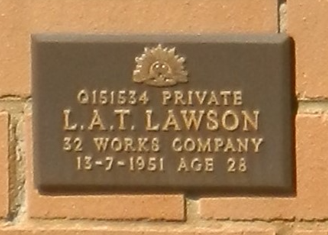 Q151534 PRIVATE
L.A.T. LAWSON
32 WORKS COMPANY
13-7-1951 AGE 28